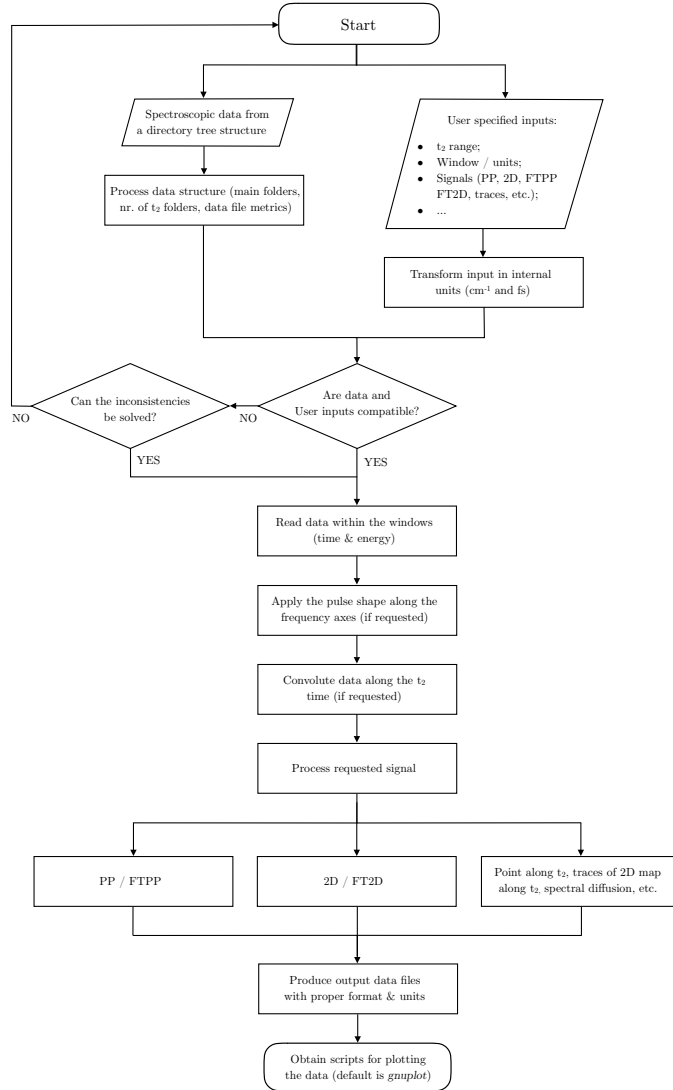 Start
Spectroscopic data from
a directory tree structure
User specified inputs:
• t₂ range;
• Window / units;
• Signals (PP, 2D, FTPP
FT2D, traces, etc.);
• ...
Process data structure (main folders,
nr. of t₂ folders, data file metrics)
Transform input in internal
units (cm⁻¹ and fs)
Can the inconsistencies
be solved?
Are data and
User inputs compatible?
NO
NO
YES
YES
Read data within the windows
(time & energy)
Apply the pulse shape along the
frequency axes (if requested)
Convolute data along the t₂
time (if requested)
Process requested signal
PP / FTPP
2D / FT2D
Point along t₂, traces of 2D map
along t₂, spectral diffusion, etc.
Produce output data files
with proper format & units
Obtain scripts for plotting
the data (default is gnuplot)